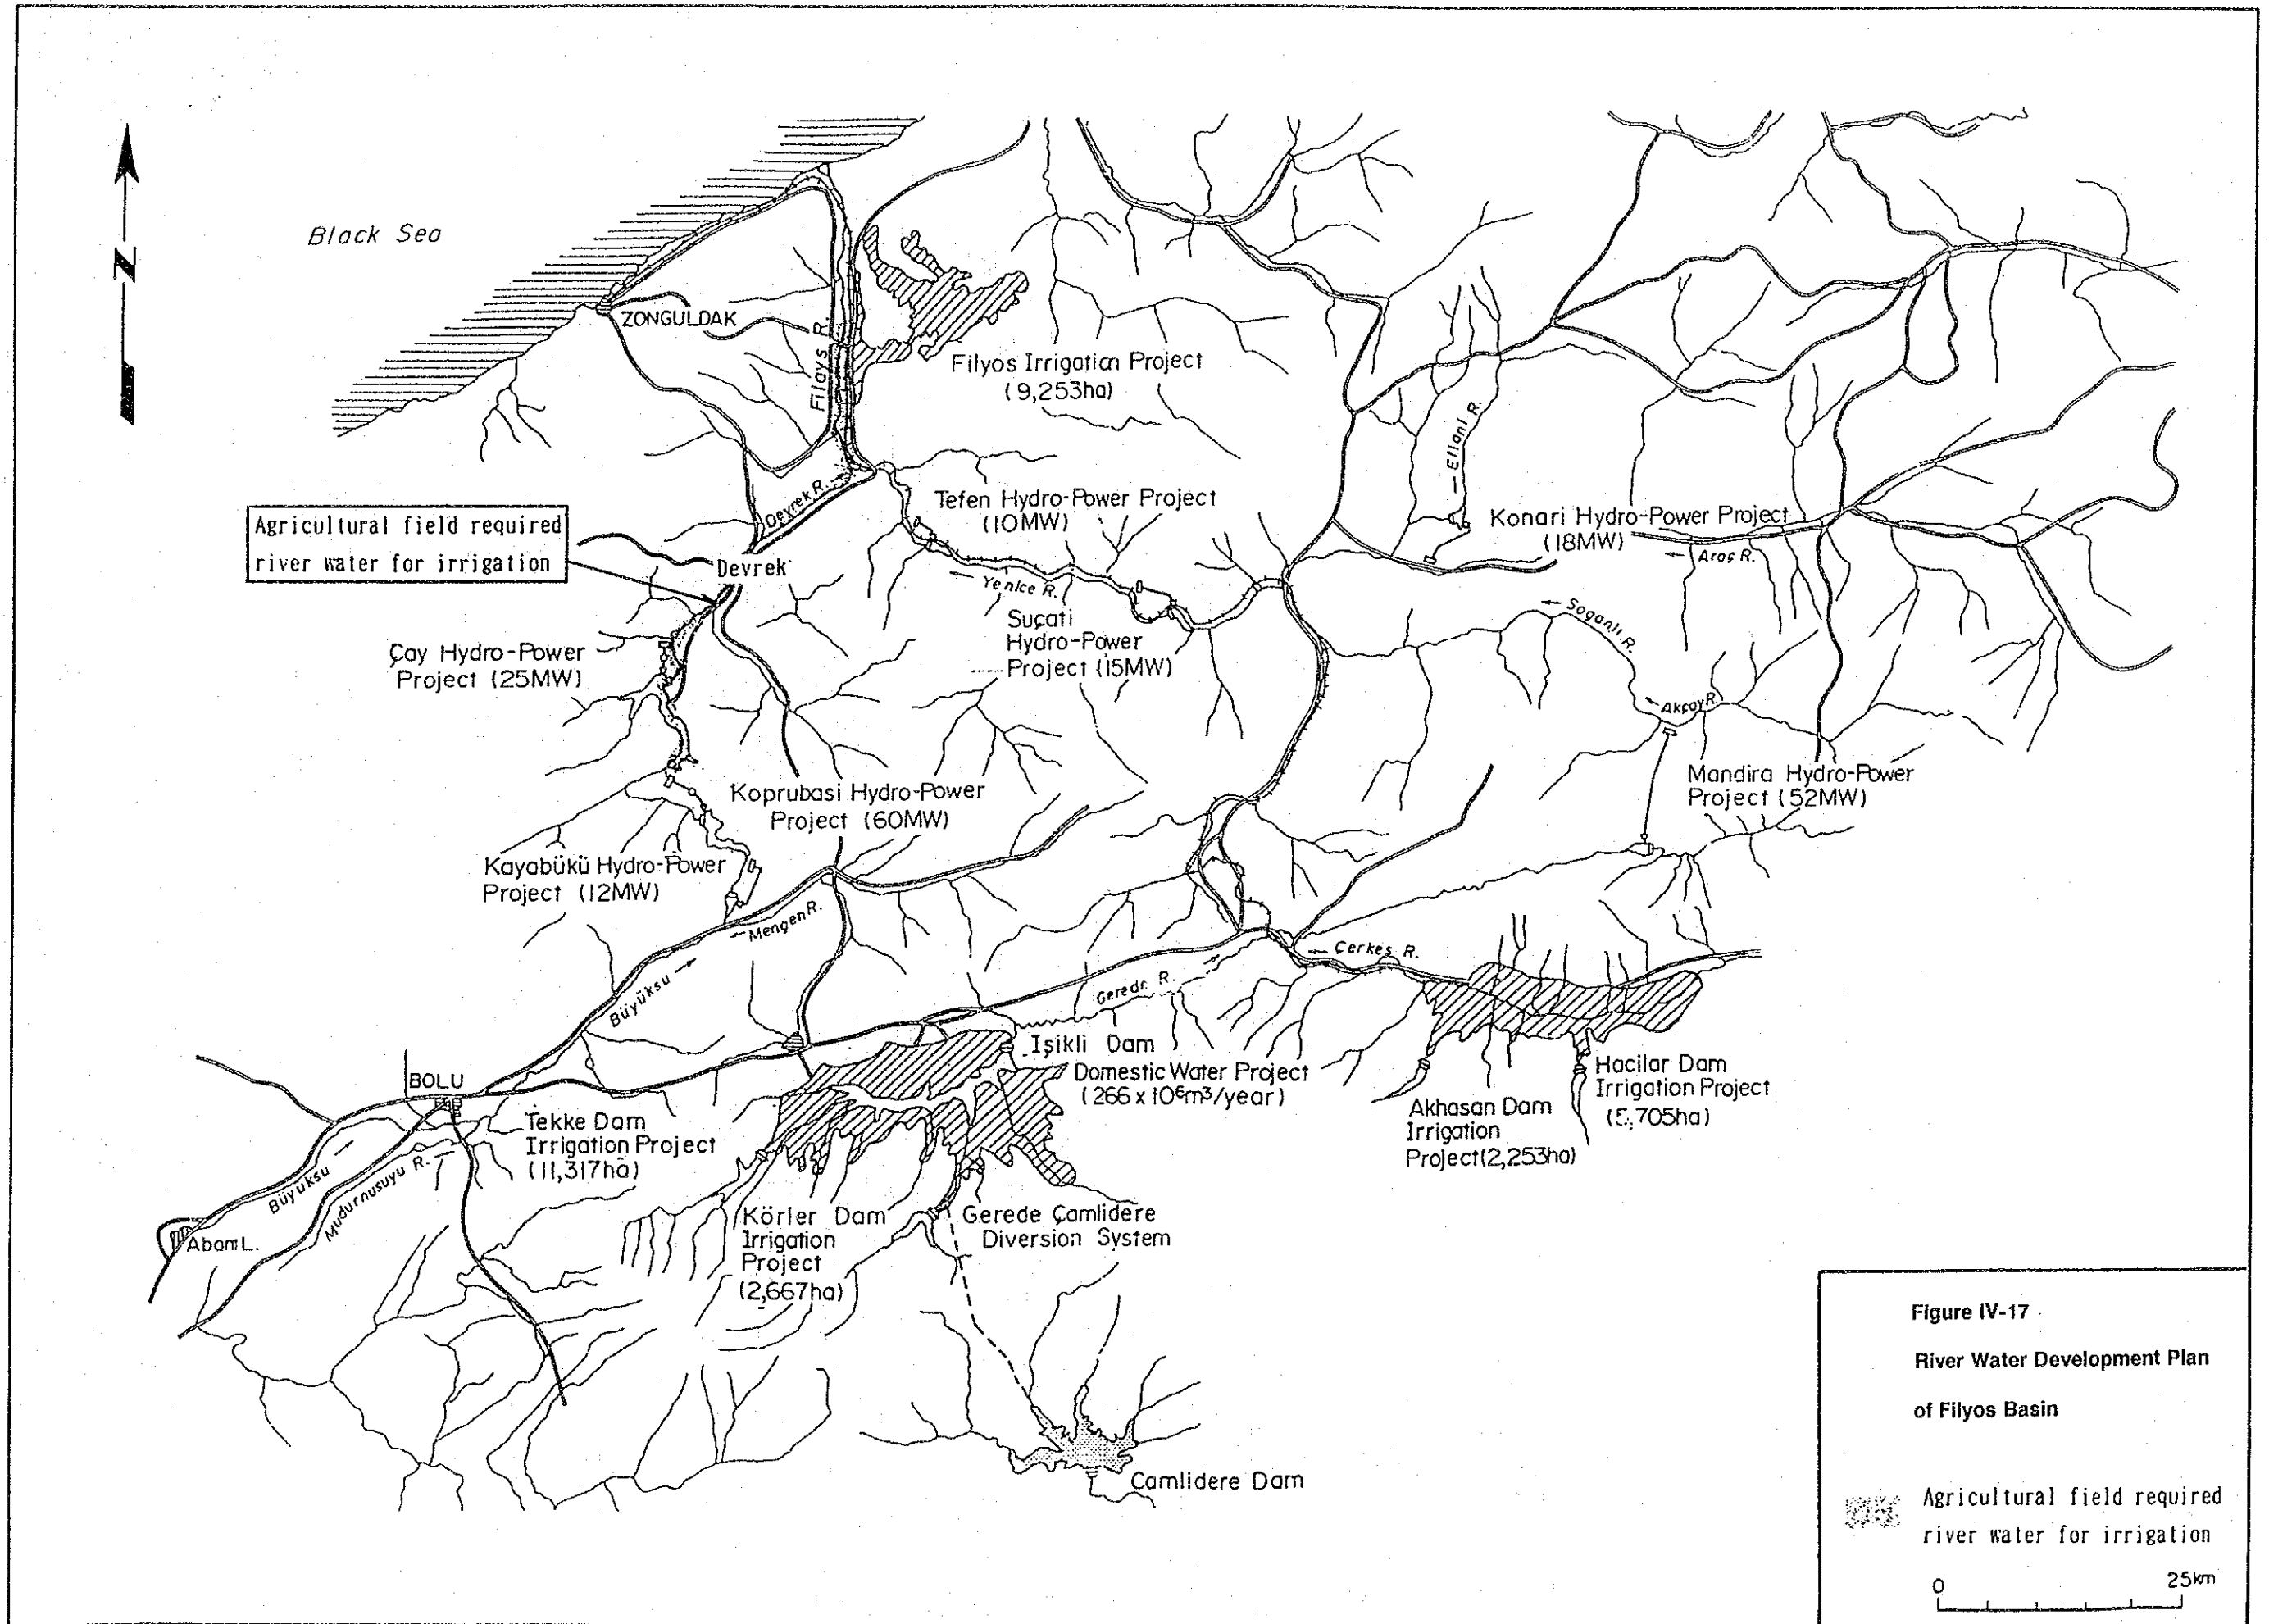 Black Sea
N
ZONGULDAK
Filays R.
Filyos Irrigation Project
(9,253ha)
Ellanl R.
Devrek R.
Tefen Hydro-Power Project
(10MW)
Konari Hydro-Power Project
(18MW)
Araç R.
Agricultural field required
river water for irrigation
Devrek
Yenice R.
Suçati
Hydro-Power
Project (15MW)
Soganlı R.
Çay Hydro-Power
Project (25MW)
Akçay R.
Koprubasi Hydro-Power
Project (60MW)
Mandira Hydro-Power
Project (52MW)
Kayabükü Hydro-Power
Project (12MW)
Mengen R.
Çerkeş R.
Büyüksu
Geredr. R.
Işikli Dam
Domestic Water Project
(266 x 10⁶m³/year)
Hacilar Dam
Irrigation Project
705ha)
Akhasan Dam
Irrigation
Project(2,253ha)
BOLU
Tekke Dam
Irrigation Project
(11,317ha)
Büyüksu
Mudurnusuyu R.
Abant L.
Körler Dam
Irrigation
Project
(2,667ha)
Gerede Çamlidere
Diversion System
Camlidere Dam
Figure IV-17
River Water Development Plan
of Filyos Basin
Agricultural field required
river water for irrigation
0 25km